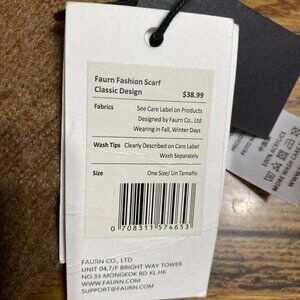 Faurn Fashion Scarf
Classic Design $38.99
Fabrics See Care Label on Products
Designed by Faurn Co., Ltd
Wearing in Fall, Winter Days
Wash Tips Clearly Described on Care Label
Wash Separately
Size One Size/ Un Tamaño
0 708311 574653
FAURN CO., LTD
UNIT 04,7/F BRIGHT WAY TOWER
NO.33 MONGKOK RD KL HK
WWW.FAURN.COM
SUPPORT@FAURN.COM